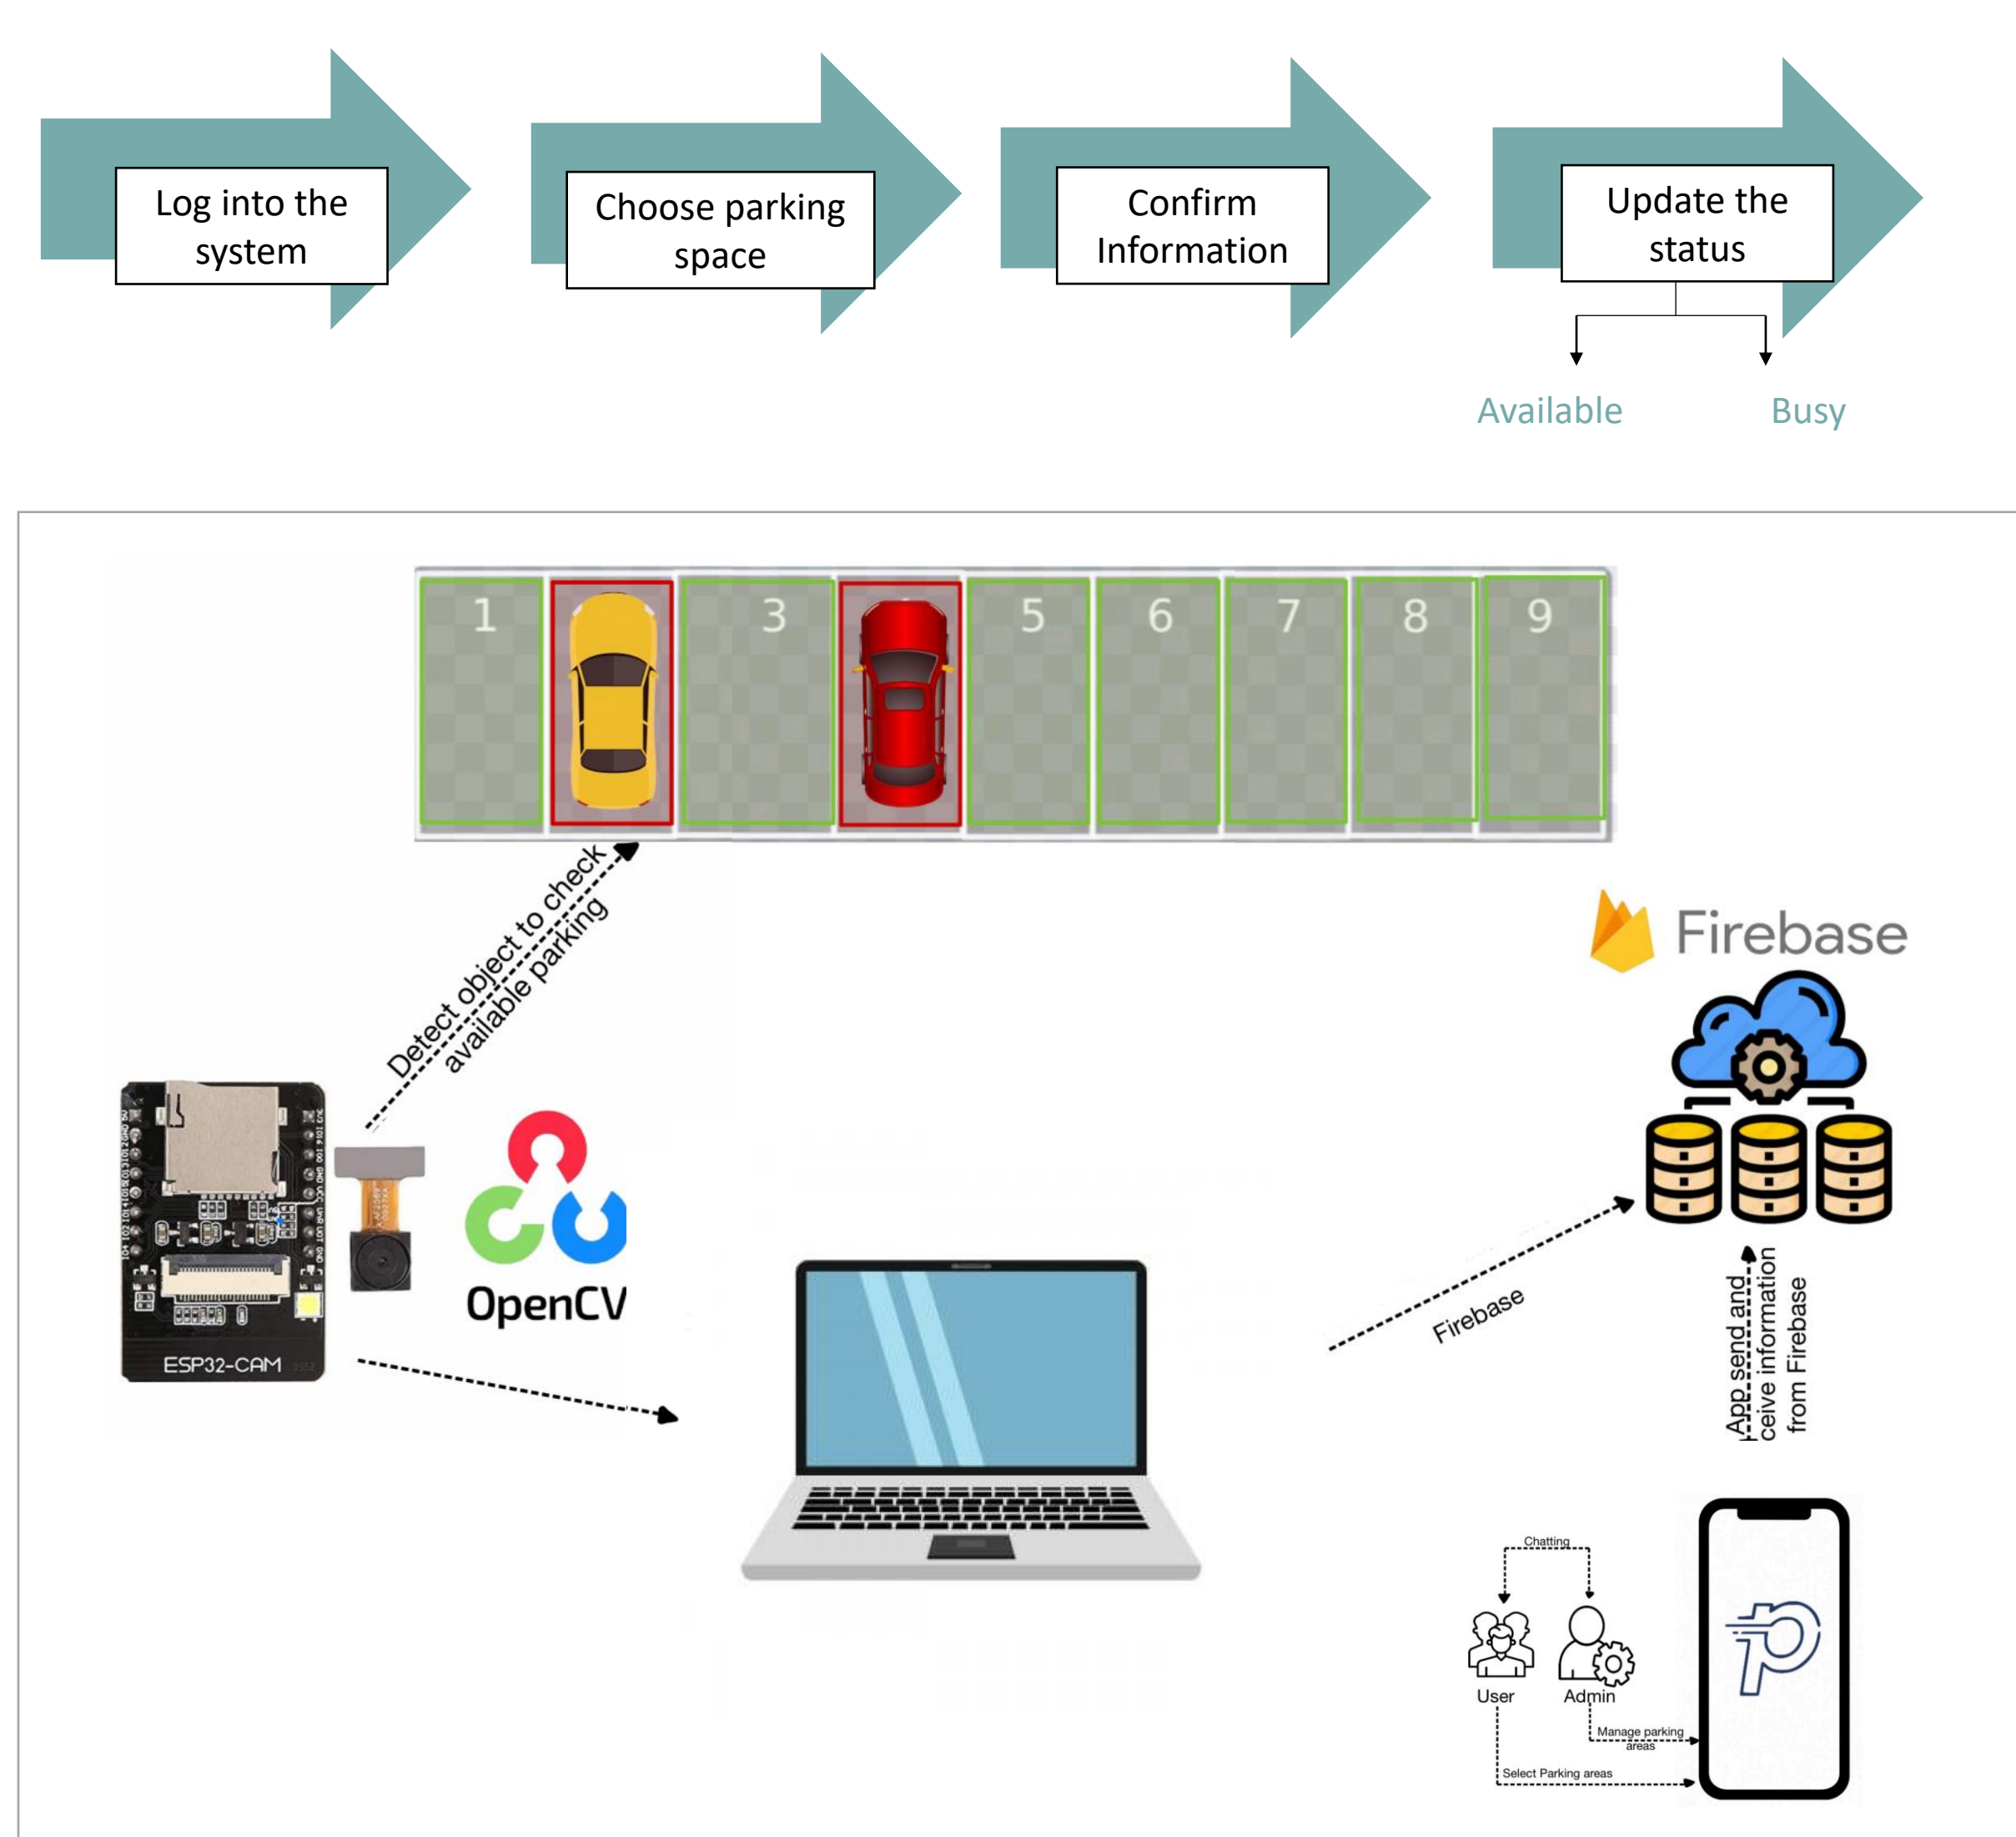 Log into the
system
Choose parking
space
Confirm
Information
Update the
status
Available
Busy
1
3
5
6
7
8
9
Detect object to check
available parking
Firebase
OpenCV
ESP32-CAM
Firebase
App send and
ceive information
from Firebase
Chatting
User
Admin
Manage parking
areas
Select Parking areas